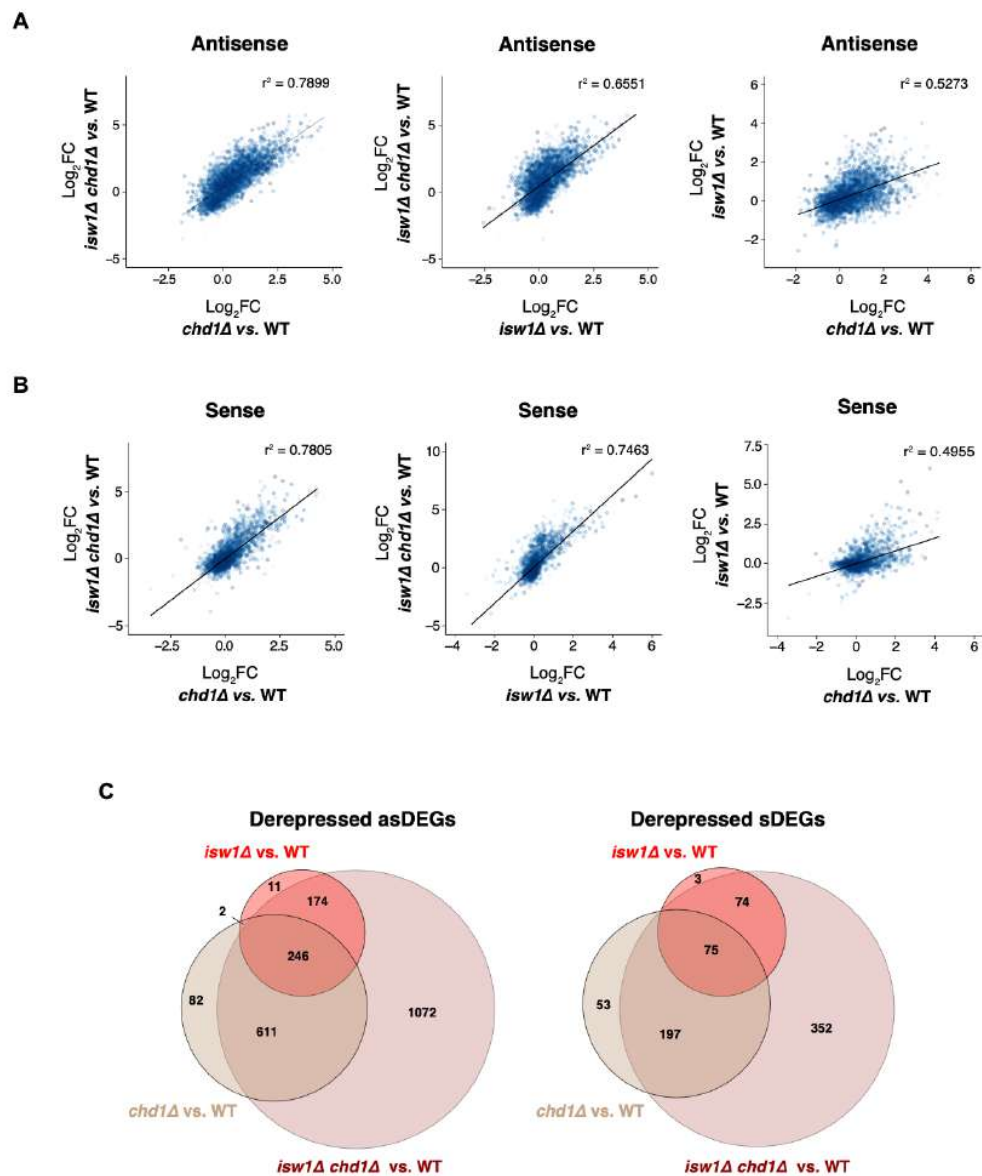 A
Antisense
r² = 0.7899
Log₂FC
isw1Δ chd1Δ vs. WT
5
0
−5
−2.5
0.0
2.5
5.0
Log₂FC
chd1Δ vs. WT
Antisense
r² = 0.6551
Log₂FC
isw1Δ chd1Δ vs. WT
5
0
−5
−2.5
0.0
2.5
5.0
Log₂FC
isw1Δ vs. WT
Antisense
r² = 0.5273
Log₂FC
isw1Δ vs. WT
6
4
2
0
−2
−2
0
2
4
6
Log₂FC
chd1Δ vs. WT
B
Sense
r² = 0.7805
Log₂FC
isw1Δ chd1Δ vs. WT
5
0
−5
−2.5
0.0
2.5
5.0
Log₂FC
chd1Δ vs. WT
Sense
r² = 0.7463
Log₂FC
isw1Δ chd1Δ vs. WT
10
5
0
−5
−4
−2
0
2
4
6
Log₂FC
isw1Δ vs. WT
Sense
r² = 0.4955
Log₂FC
isw1Δ vs. WT
7.5
5.0
2.5
0.0
−2.5
−4
−2
0
2
4
6
Log₂FC
chd1Δ vs. WT
C
Derepressed asDEGs
isw1Δ vs. WT
11
174
2
246
82
611
1072
chd1Δ vs. WT
isw1Δ chd1Δ vs. WT
Derepressed sDEGs
isw1Δ vs. WT
3
74
75
53
197
352
chd1Δ vs. WT
isw1Δ chd1Δ vs. WT